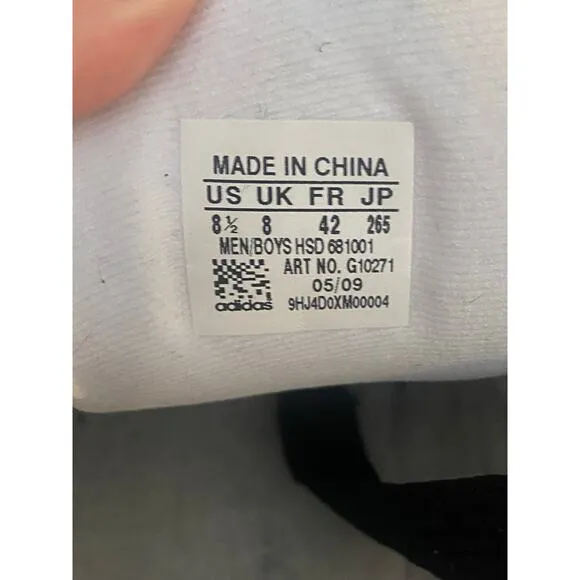 MADE IN CHINA
US UK FR JP
8½ 8 42 265
MEN/BOYS HSD 681001
ART NO. G10271
05/09
adidas 9HJ4D0XM00004